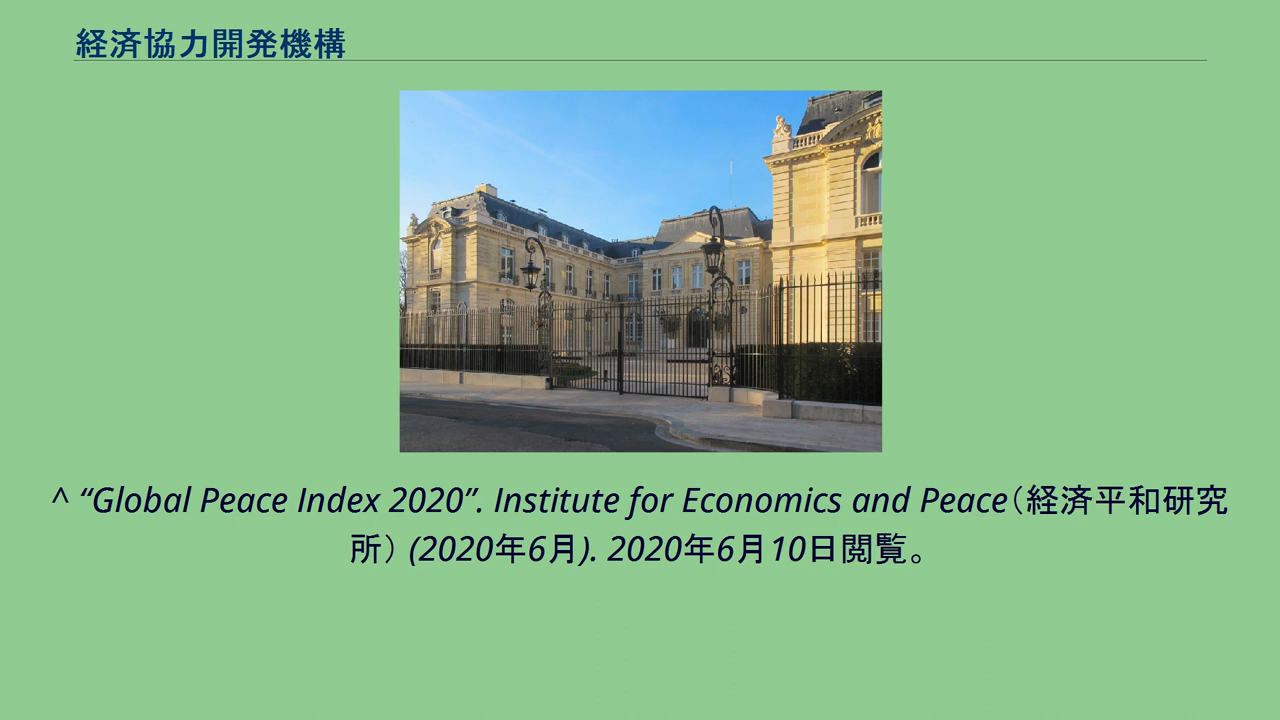 経済協力開発機構
^ “Global Peace Index 2020”. Institute for Economics and Peace（経済平和研究
所） (2020年6月). 2020年6月10日閲覧。